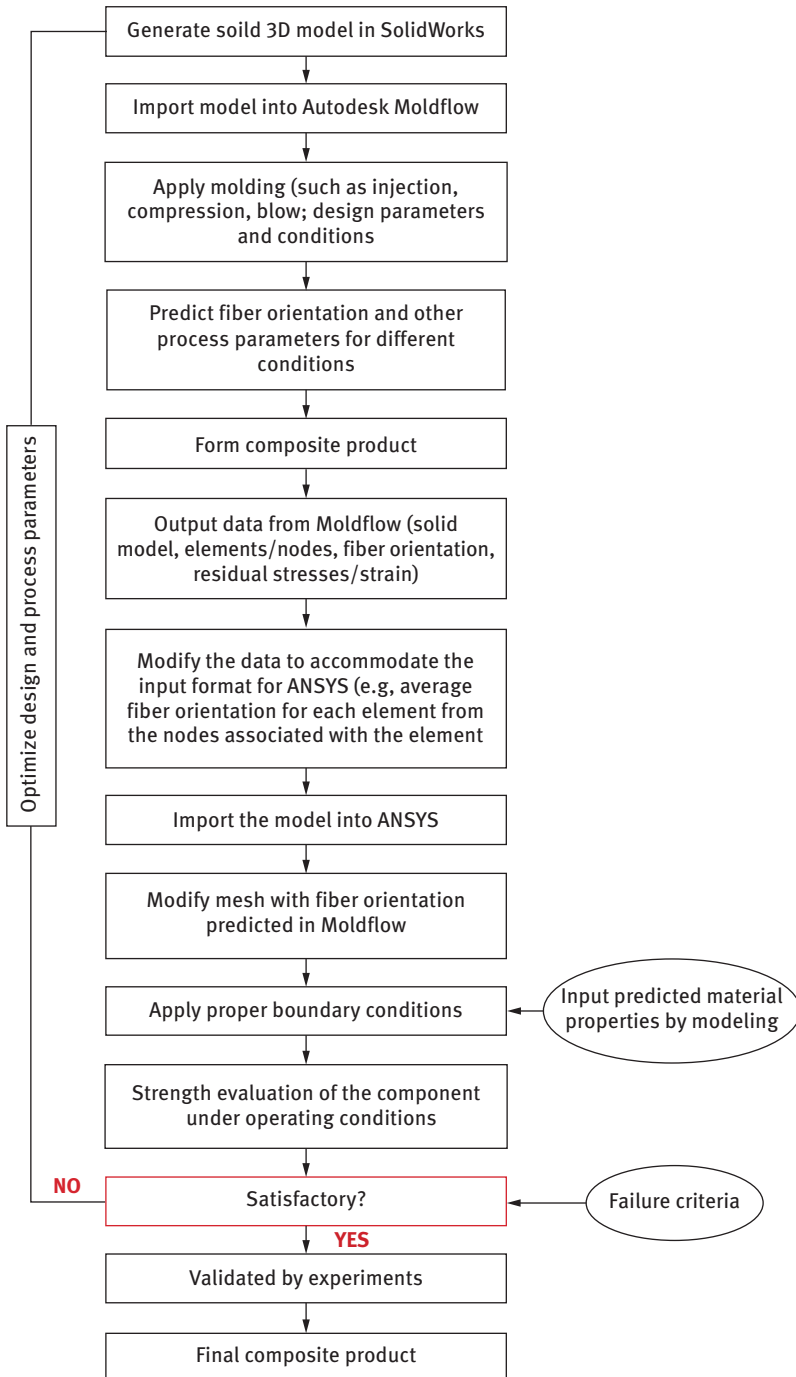 Generate soild 3D model in SolidWorks
Import model into Autodesk Moldflow
Apply molding (such as injection,
compression, blow; design parameters
and conditions
Predict fiber orientation and other
process parameters for different
conditions
Form composite product
Optimize design and process parameters
Output data from Moldflow (solid
model, elements/nodes, fiber orientation,
residual stresses/strain)
Modify the data to accommodate the
input format for ANSYS (e.g, average
fiber orientation for each element from
the nodes associated with the element
Import the model into ANSYS
Modify mesh with fiber orientation
predicted in Moldflow
Apply proper boundary conditions
Input predicted material
properties by modeling
Strength evaluation of the component
under operating conditions
NO
Satisfactory?
Failure criteria
YES
Validated by experiments
Final composite product